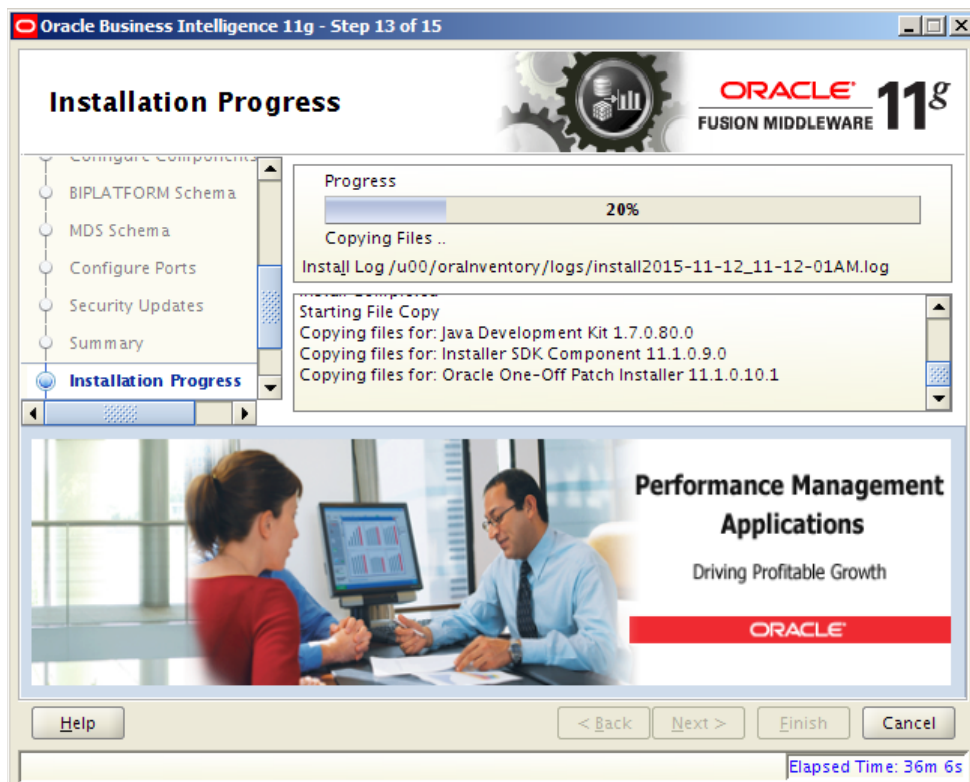 Oracle Business Intelligence 11g - Step 13 of 15
Installation Progress
ORACLE®
FUSION MIDDLEWARE
11g
Configure Components
BIPLATFORM Schema
MDS Schema
Configure Ports
Security Updates
Summary
Installation Progress
Progress
20%
Copying Files ..
Install Log /u00/oraInventory/logs/install2015-11-12_11-12-01AM.log
Install Completed
Starting File Copy
Copying files for: Java Development Kit 1.7.0.80.0
Copying files for: Installer SDK Component 11.1.0.9.0
Copying files for: Oracle One-Off Patch Installer 11.1.0.10.1
Performance Management
Applications
Driving Profitable Growth
ORACLE®
Help
< Back
Next >
Finish
Cancel
Elapsed Time: 36m 6s